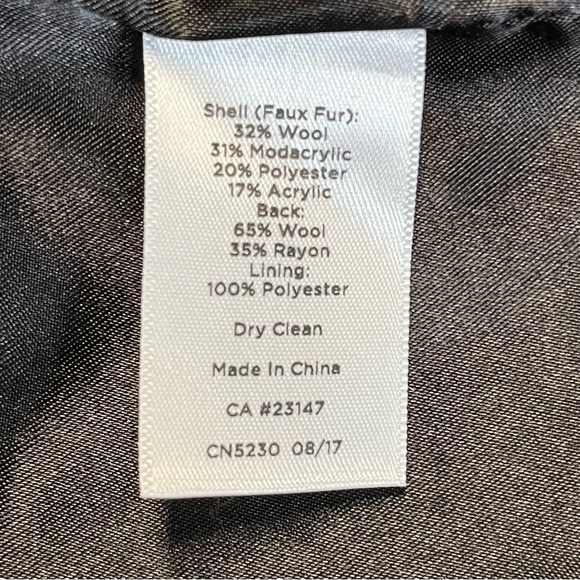 Shell (Faux Fur):
32% Wool
31% Modacrylic
20% Polyester
17% Acrylic
Back:
65% Wool
35% Rayon
Lining:
100% Polyester
Dry Clean
Made In China
CA #23147
CN5230 08/17